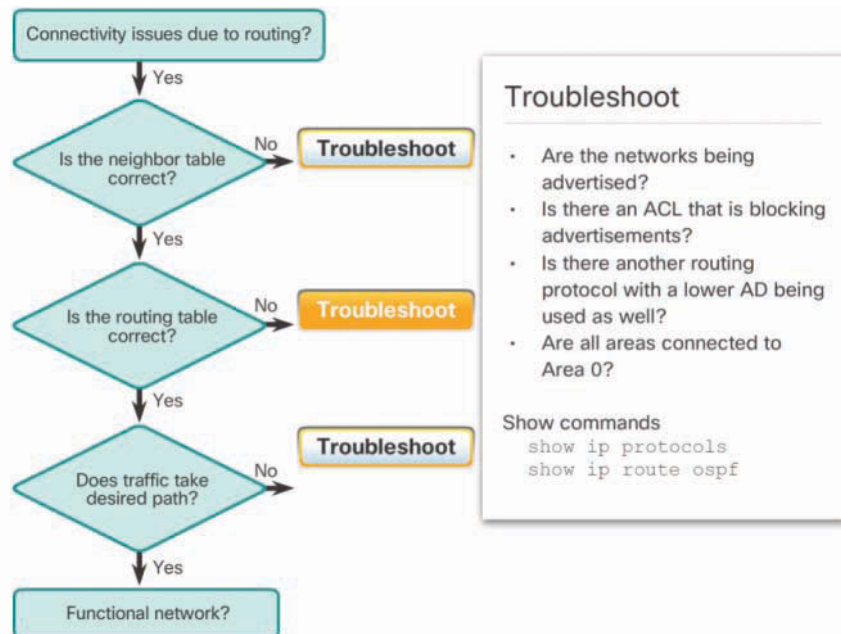 Connectivity issues due to routing?
Yes
Is the neighbor table
correct?
No
Troubleshoot
Yes
Is the routing table
correct?
No
Troubleshoot
Yes
Does traffic take
desired path?
No
Troubleshoot
Yes
Functional network?
Troubleshoot
• Are the networks being
advertised?
• Is there an ACL that is blocking
advertisements?
• Is there another routing
protocol with a lower AD being
used as well?
• Are all areas connected to
Area 0?
Show commands
show ip protocols
show ip route ospf